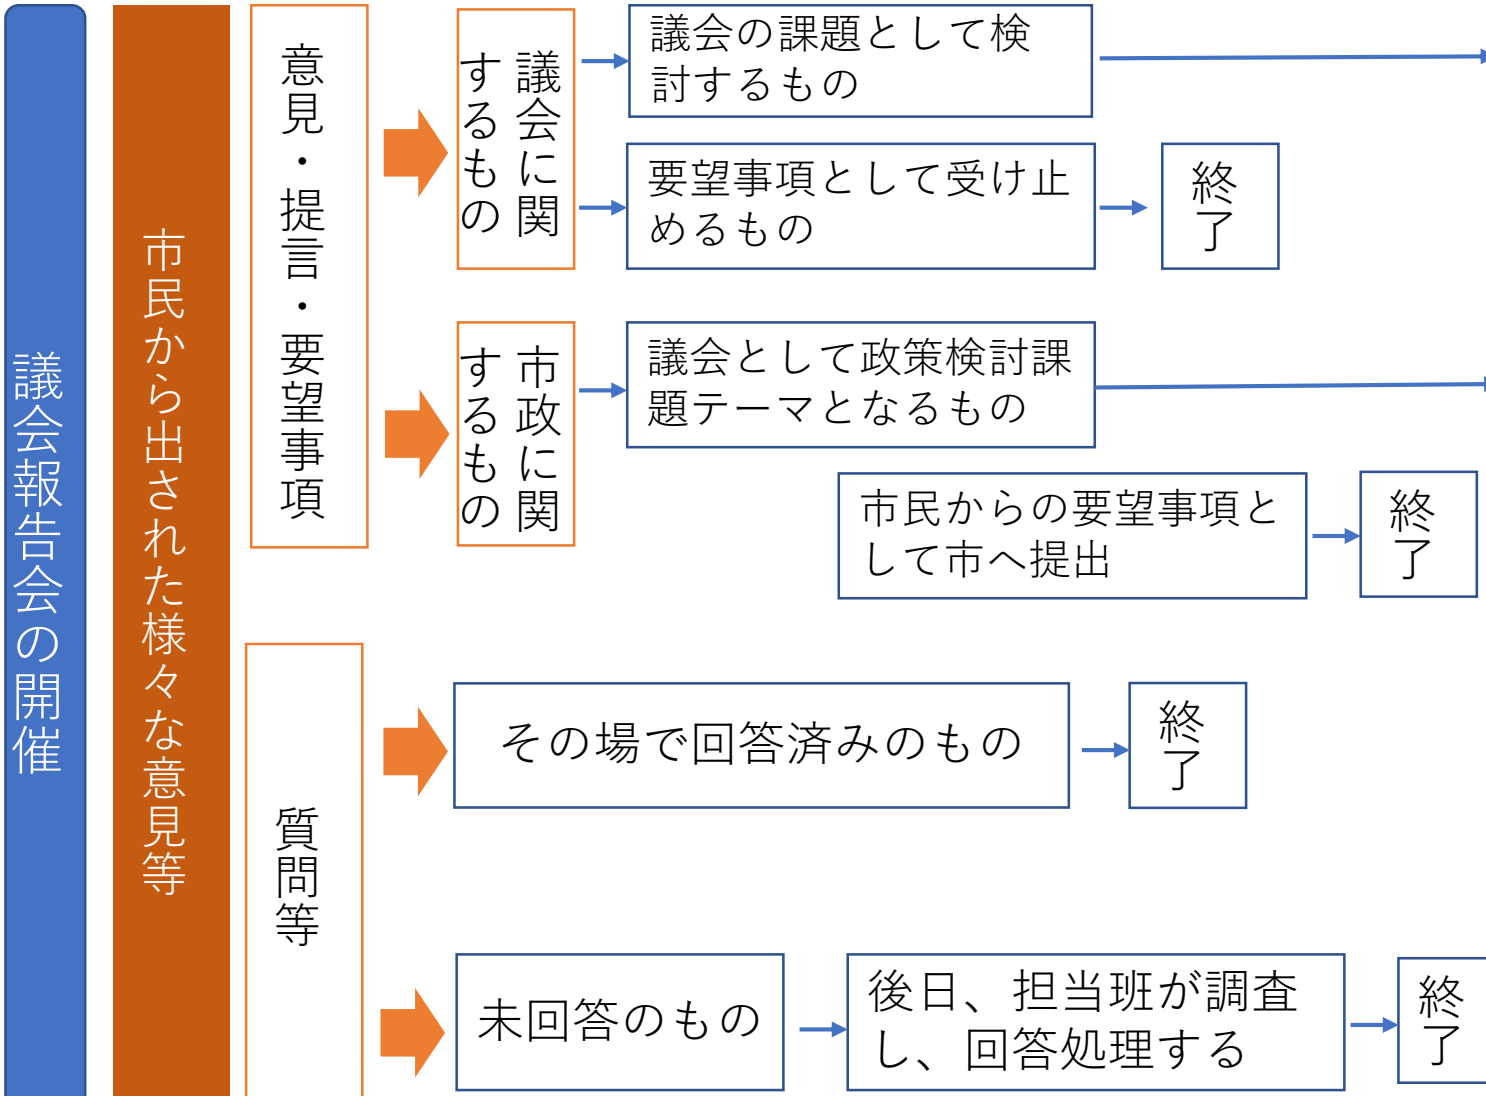 議会報告会の開催
市民から出された様々な意見等
意見・提言・要望事項
議会に関
するもの
議会の課題として検
討するもの
要望事項として受け止
めるもの
終
了
市政に関
するもの
議会として政策検討課
題テーマとなるもの
市民からの要望事項と
して市へ提出
終
了
質問等
その場で回答済みのもの
終
了
未回答のもの
後日、担当班が調査
し、回答処理する
終
了